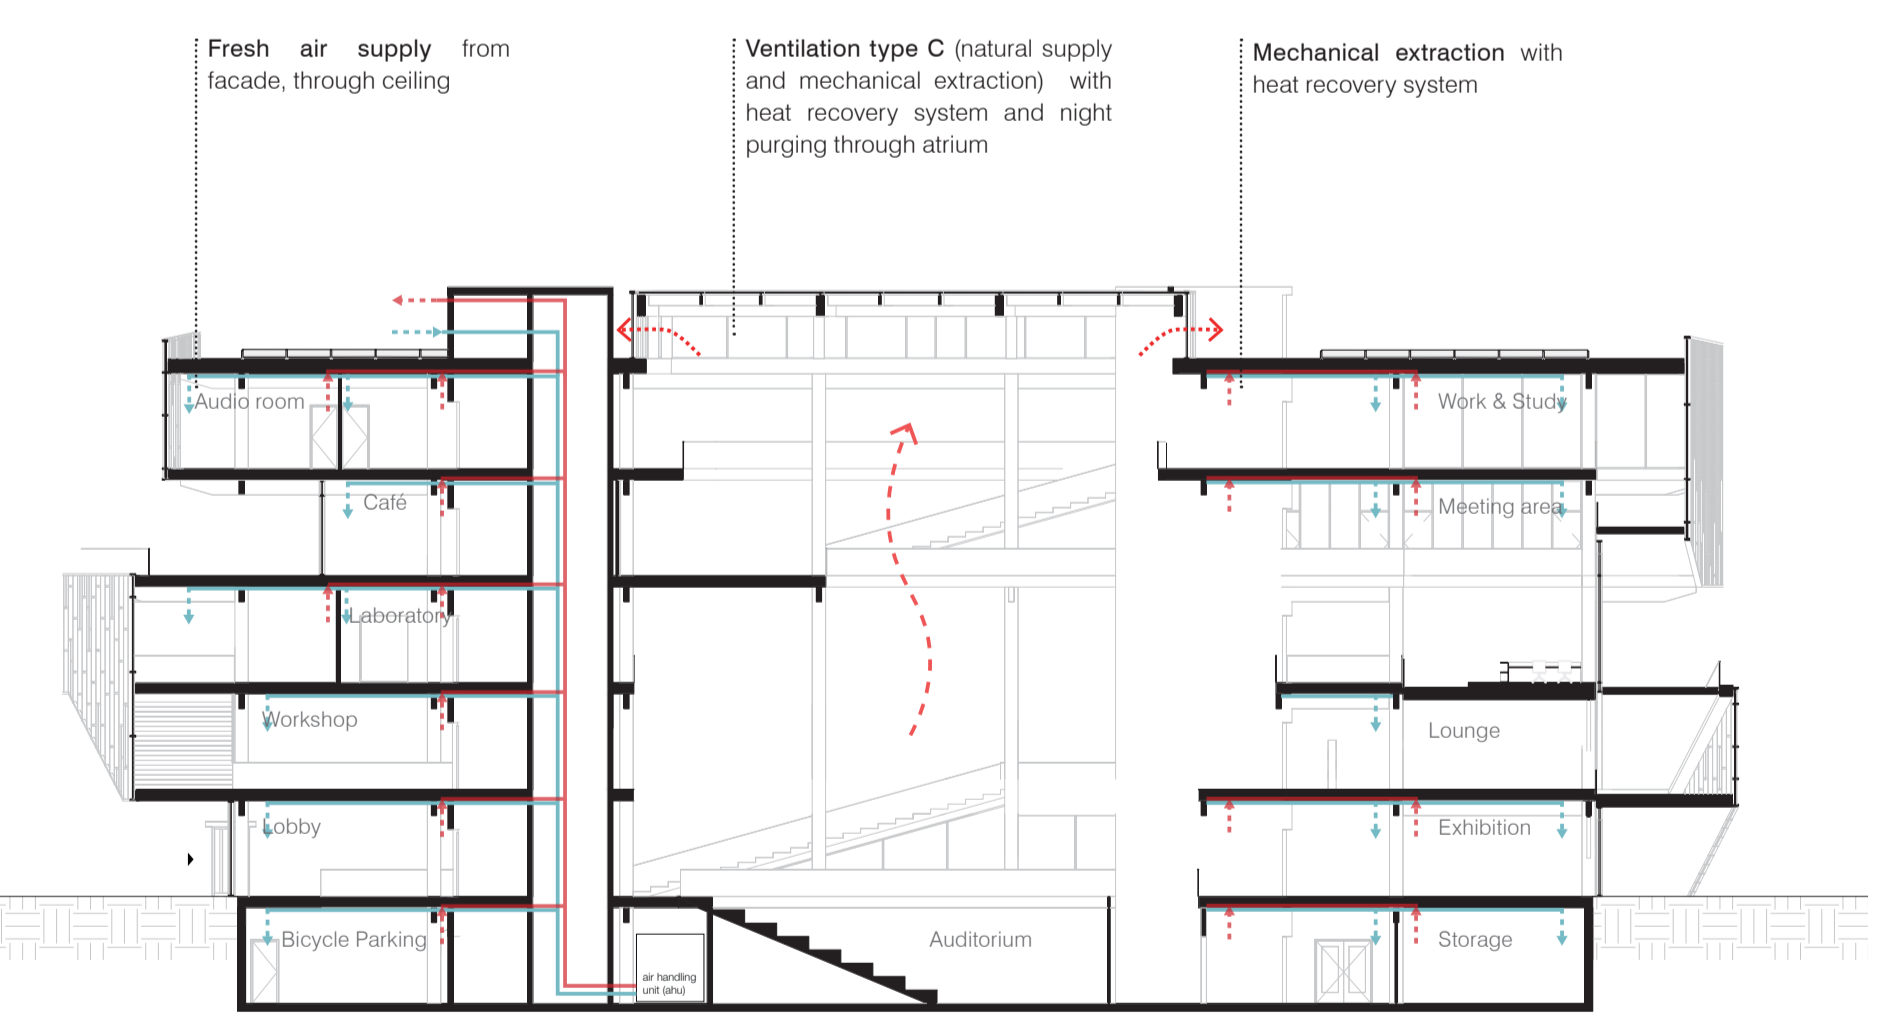 Fresh air supply from
facade, through ceiling
Ventilation type C (natural supply
and mechanical extraction) with
heat recovery system and night
purging through atrium
Mechanical extraction with
heat recovery system
Audio room
Work & Study
Café
Meeting area
Laboratory
Workshop
Lounge
Lobby
Exhibition
Bicycle Parking
Auditorium
Storage
air handling
unit (ahu)